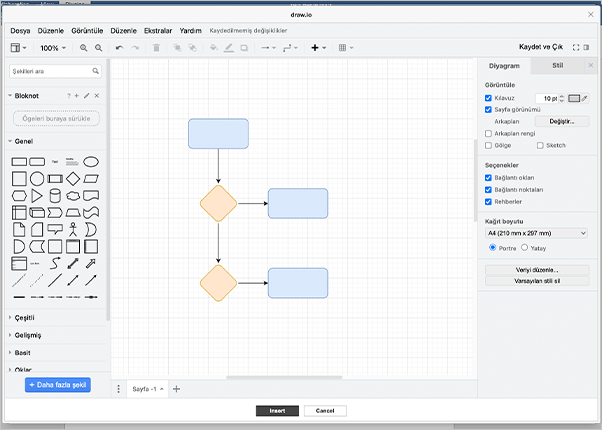 draw.io
Dosya Düzenle Görüntüle Düzenle Ekstralar Yardım Kaydedilmemiş değişiklikler
100%
Kaydet ve Çık
Şekilleri ara
Bloknot ?
Ögeleri buraya sürükle
Genel
Text
Çeşitli
Gelişmiş
Basit
Oklar
+ Daha fazla şekil
Sayfa -1
Diyagram Stil
Görüntüle
Kılavuz 10 pt
Sayfa görünümü
Arkaplan Değiştir...
Arkaplan rengi
Gölge Sketch
Seçenekler
Bağlantı okları
Bağlantı noktaları
Rehberler
Kağıt boyutu
A4 (210 mm x 297 mm)
Portre Yatay
Veriyi düzenle...
Varsayılan stili sil
Insert Cancel